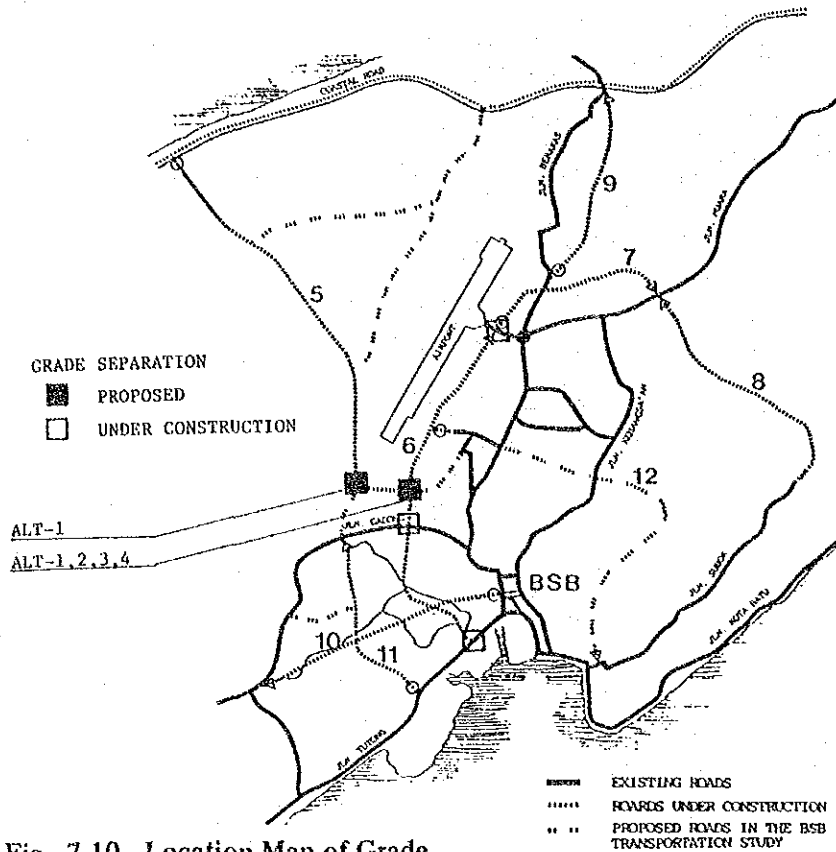 COASTAL ROAD
JLN. BERAKAS
JLN. MUARA
9
7
5
AIRPORT
GRADE SEPARATION
PROPOSED
UNDER CONSTRUCTION
8
6
12
ALT-1
JLN. GADONG
ALT-1,2,3,4
BSB
JLN. SUBOK
JLN. KOTA BATU
10
11
JLN. TUTONG
EXISTING ROADS
ROARDS UNDER CONSTRUCTION
PROPOSED ROADS IN THE BSB
TRANSPORTATION STUDY
Fig. 7.10 Location Map of Grade